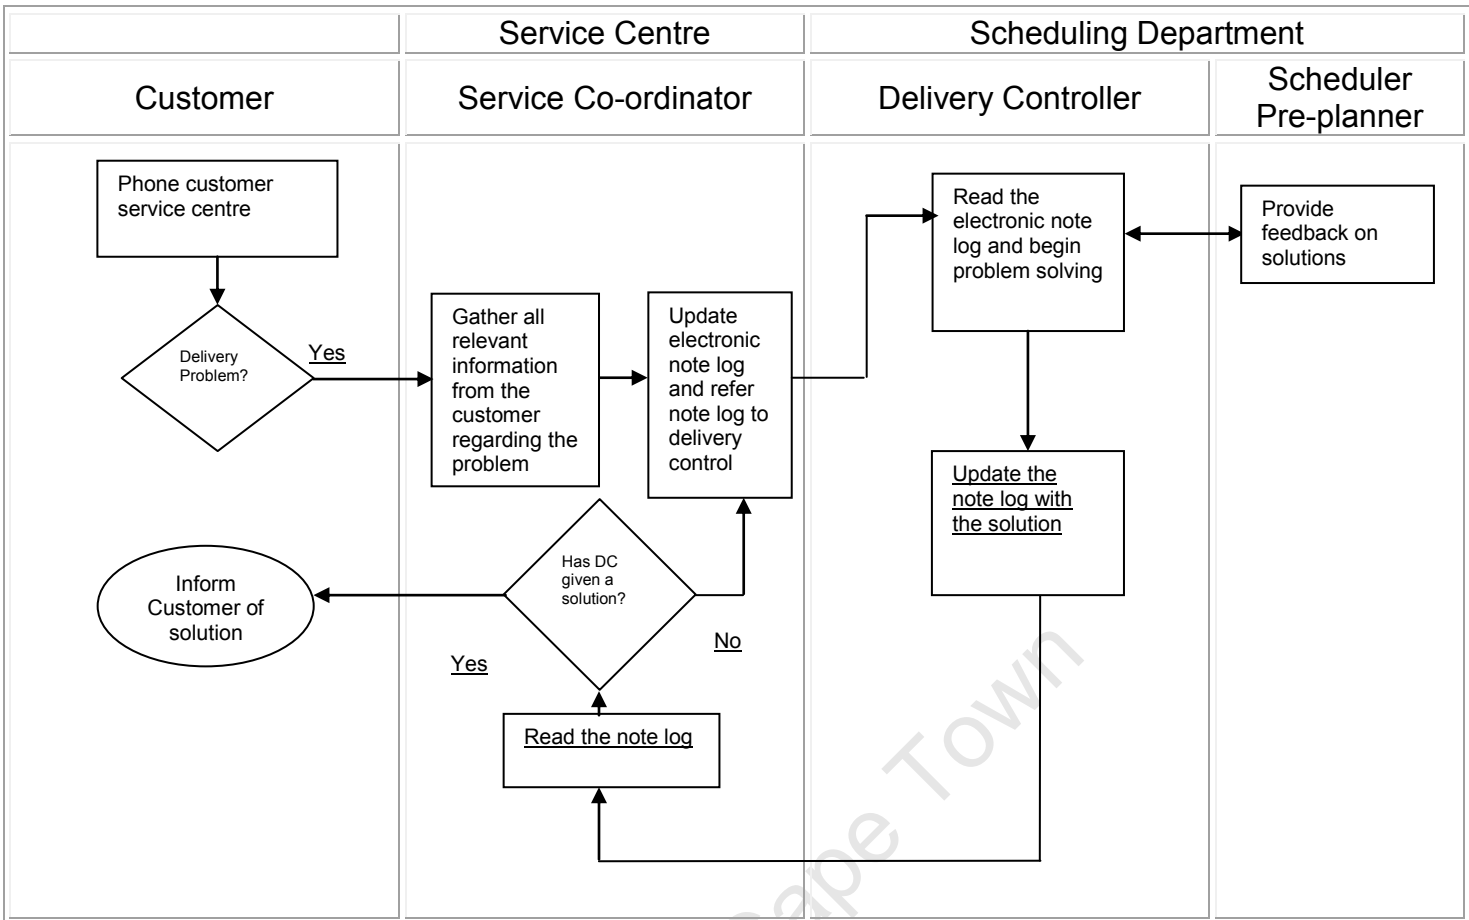 Service Centre
Scheduling Department
Customer
Service Co-ordinator
Delivery Controller
Scheduler
Pre-planner
Phone customer
service centre
Delivery
Problem?
Yes
Gather all
relevant
information
from the
customer
regarding the
problem
Update
electronic
note log
and refer
note log to
delivery
control
Read the
electronic note
log and begin
problem solving
Provide
feedback on
solutions
Update the
note log with
the solution
Has DC
given a
solution?
Inform
Customer of
solution
No
Yes
Read the note log
Cape Town